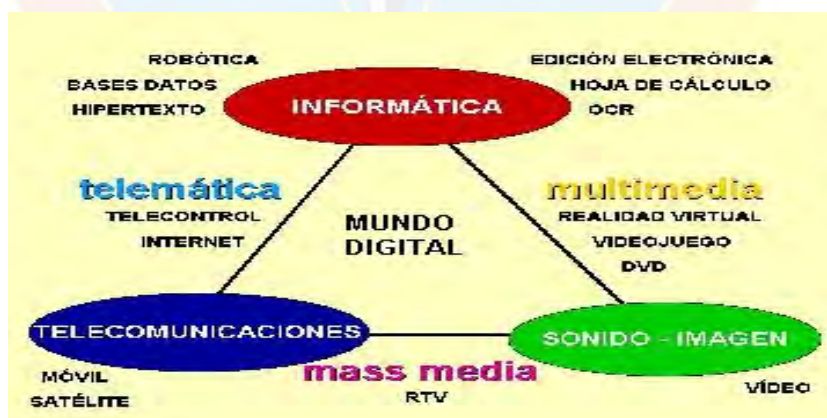 ROBÓTICA
BASES DATOS
HIPERTEXTO
INFORMÁTICA
EDICIÓN ELECTRÓNICA
HOJA DE CÁLCULO
OCR
telemática
TELECONTROL
INTERNET
MUNDO
DIGITAL
multimedia
REALIDAD VIRTUAL
VIDEOJUEGO
DVD
TELECOMUNICACIONES
SONIDO - IMAGEN
MÓVIL
SATÉLITE
mass media
RTV
VÍDEO